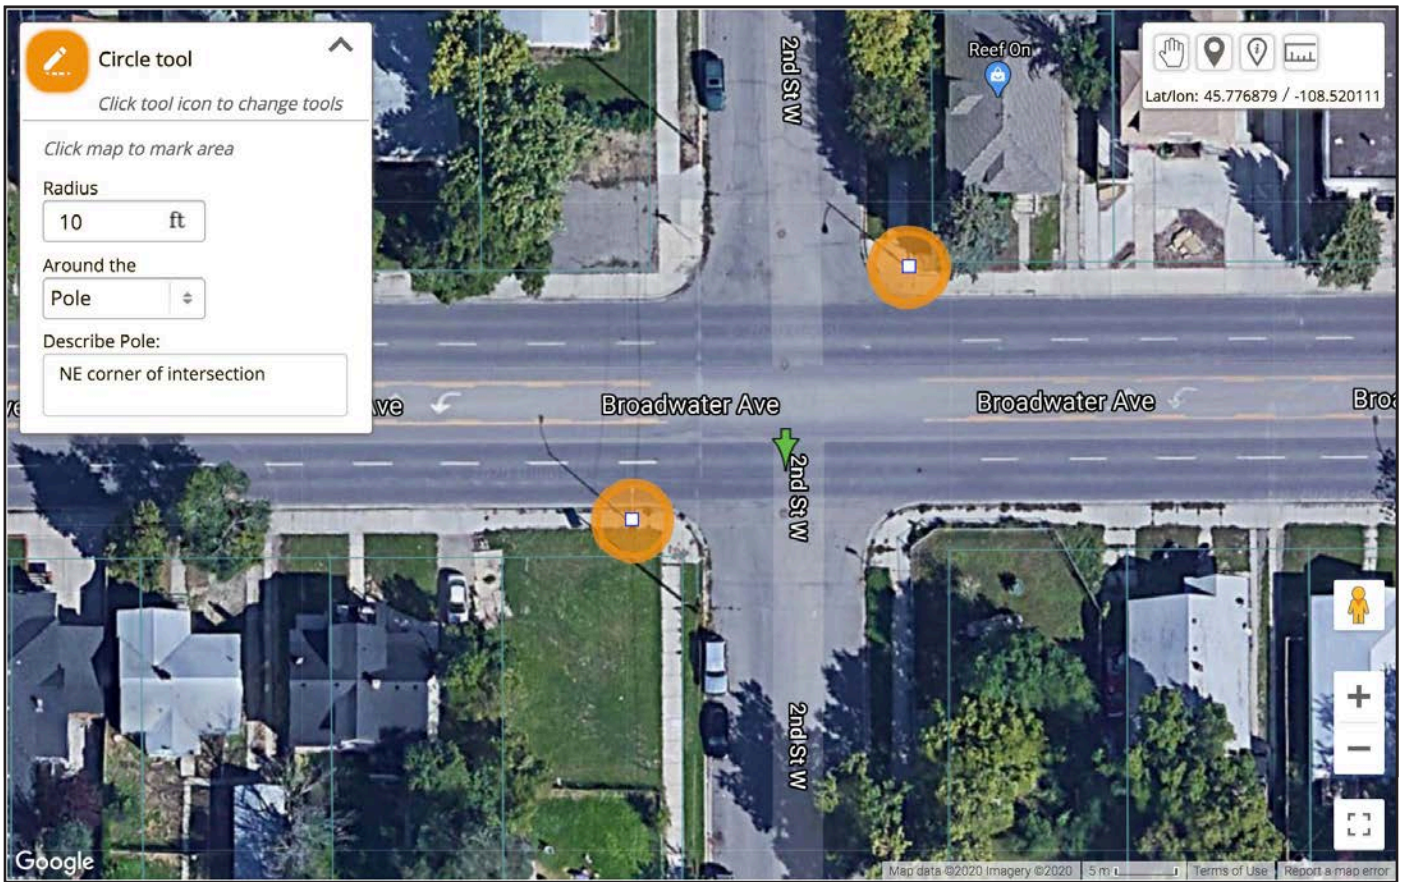 Circle tool
Click tool icon to change tools
Click map to mark area
Radius
10 ft
Around the
Pole
Describe Pole:
NE corner of intersection
2nd St W
Reef On
Lat/lon: 45.776879 / -108.520111
ve
Ave
Broadwater Ave
Broadwater Ave
Broa
2nd St W
2nd St W
Google
Map data ©2020 Imagery ©2020
5 m
Terms of Use
Report a map error